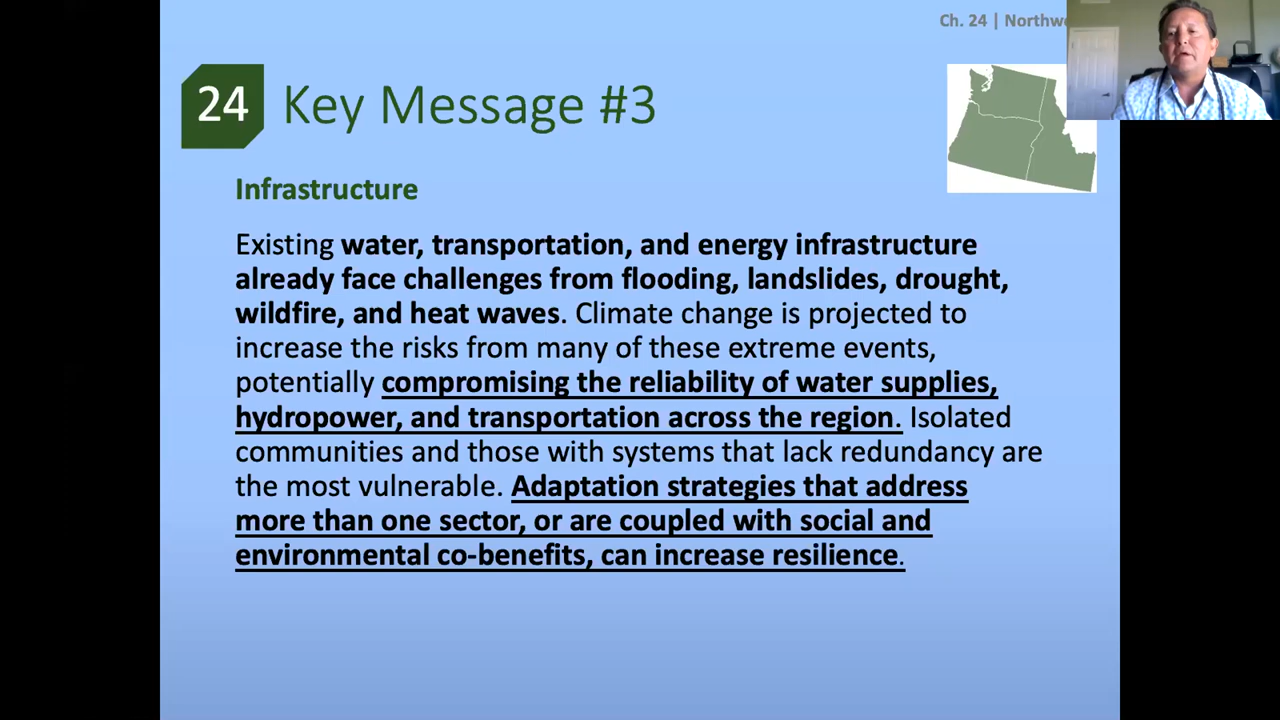 Ch. 24 | Northwe
24 Key Message #3
Infrastructure
Existing water, transportation, and energy infrastructure
already face challenges from flooding, landslides, drought,
wildfire, and heat waves. Climate change is projected to
increase the risks from many of these extreme events,
potentially compromising the reliability of water supplies,
hydropower, and transportation across the region. Isolated
communities and those with systems that lack redundancy are
the most vulnerable. Adaptation strategies that address
more than one sector, or are coupled with social and
environmental co-benefits, can increase resilience.